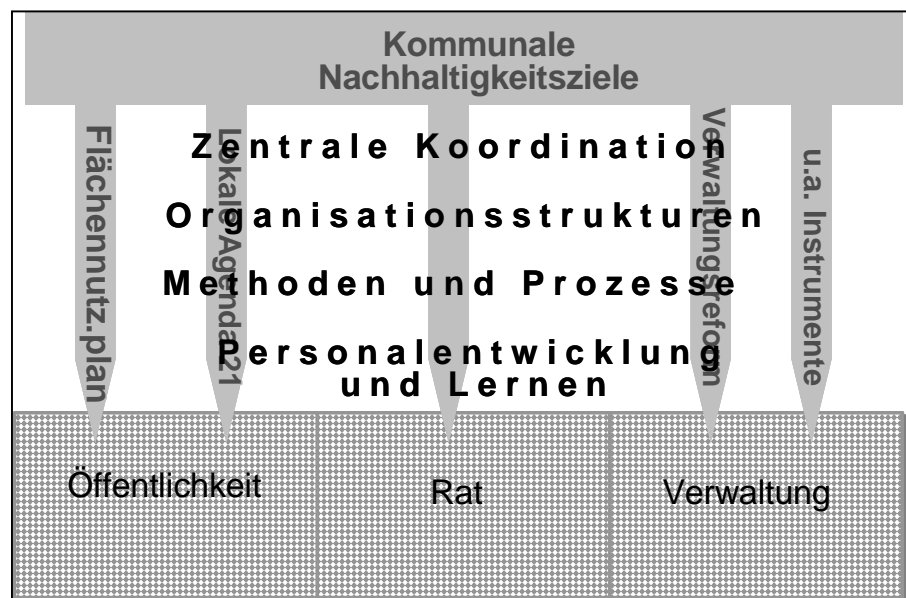 Kommunale
Nachhaltigkeitsziele
Flächennutz.plan
Lokale Agenda21
Verwaltungsreform
u.a. Instrumente
Zentrale Koordination
Organisationsstrukturen
Methoden und Prozesse
Personalentwicklung
und Lernen
Öffentlichkeit
Rat
Verwaltung